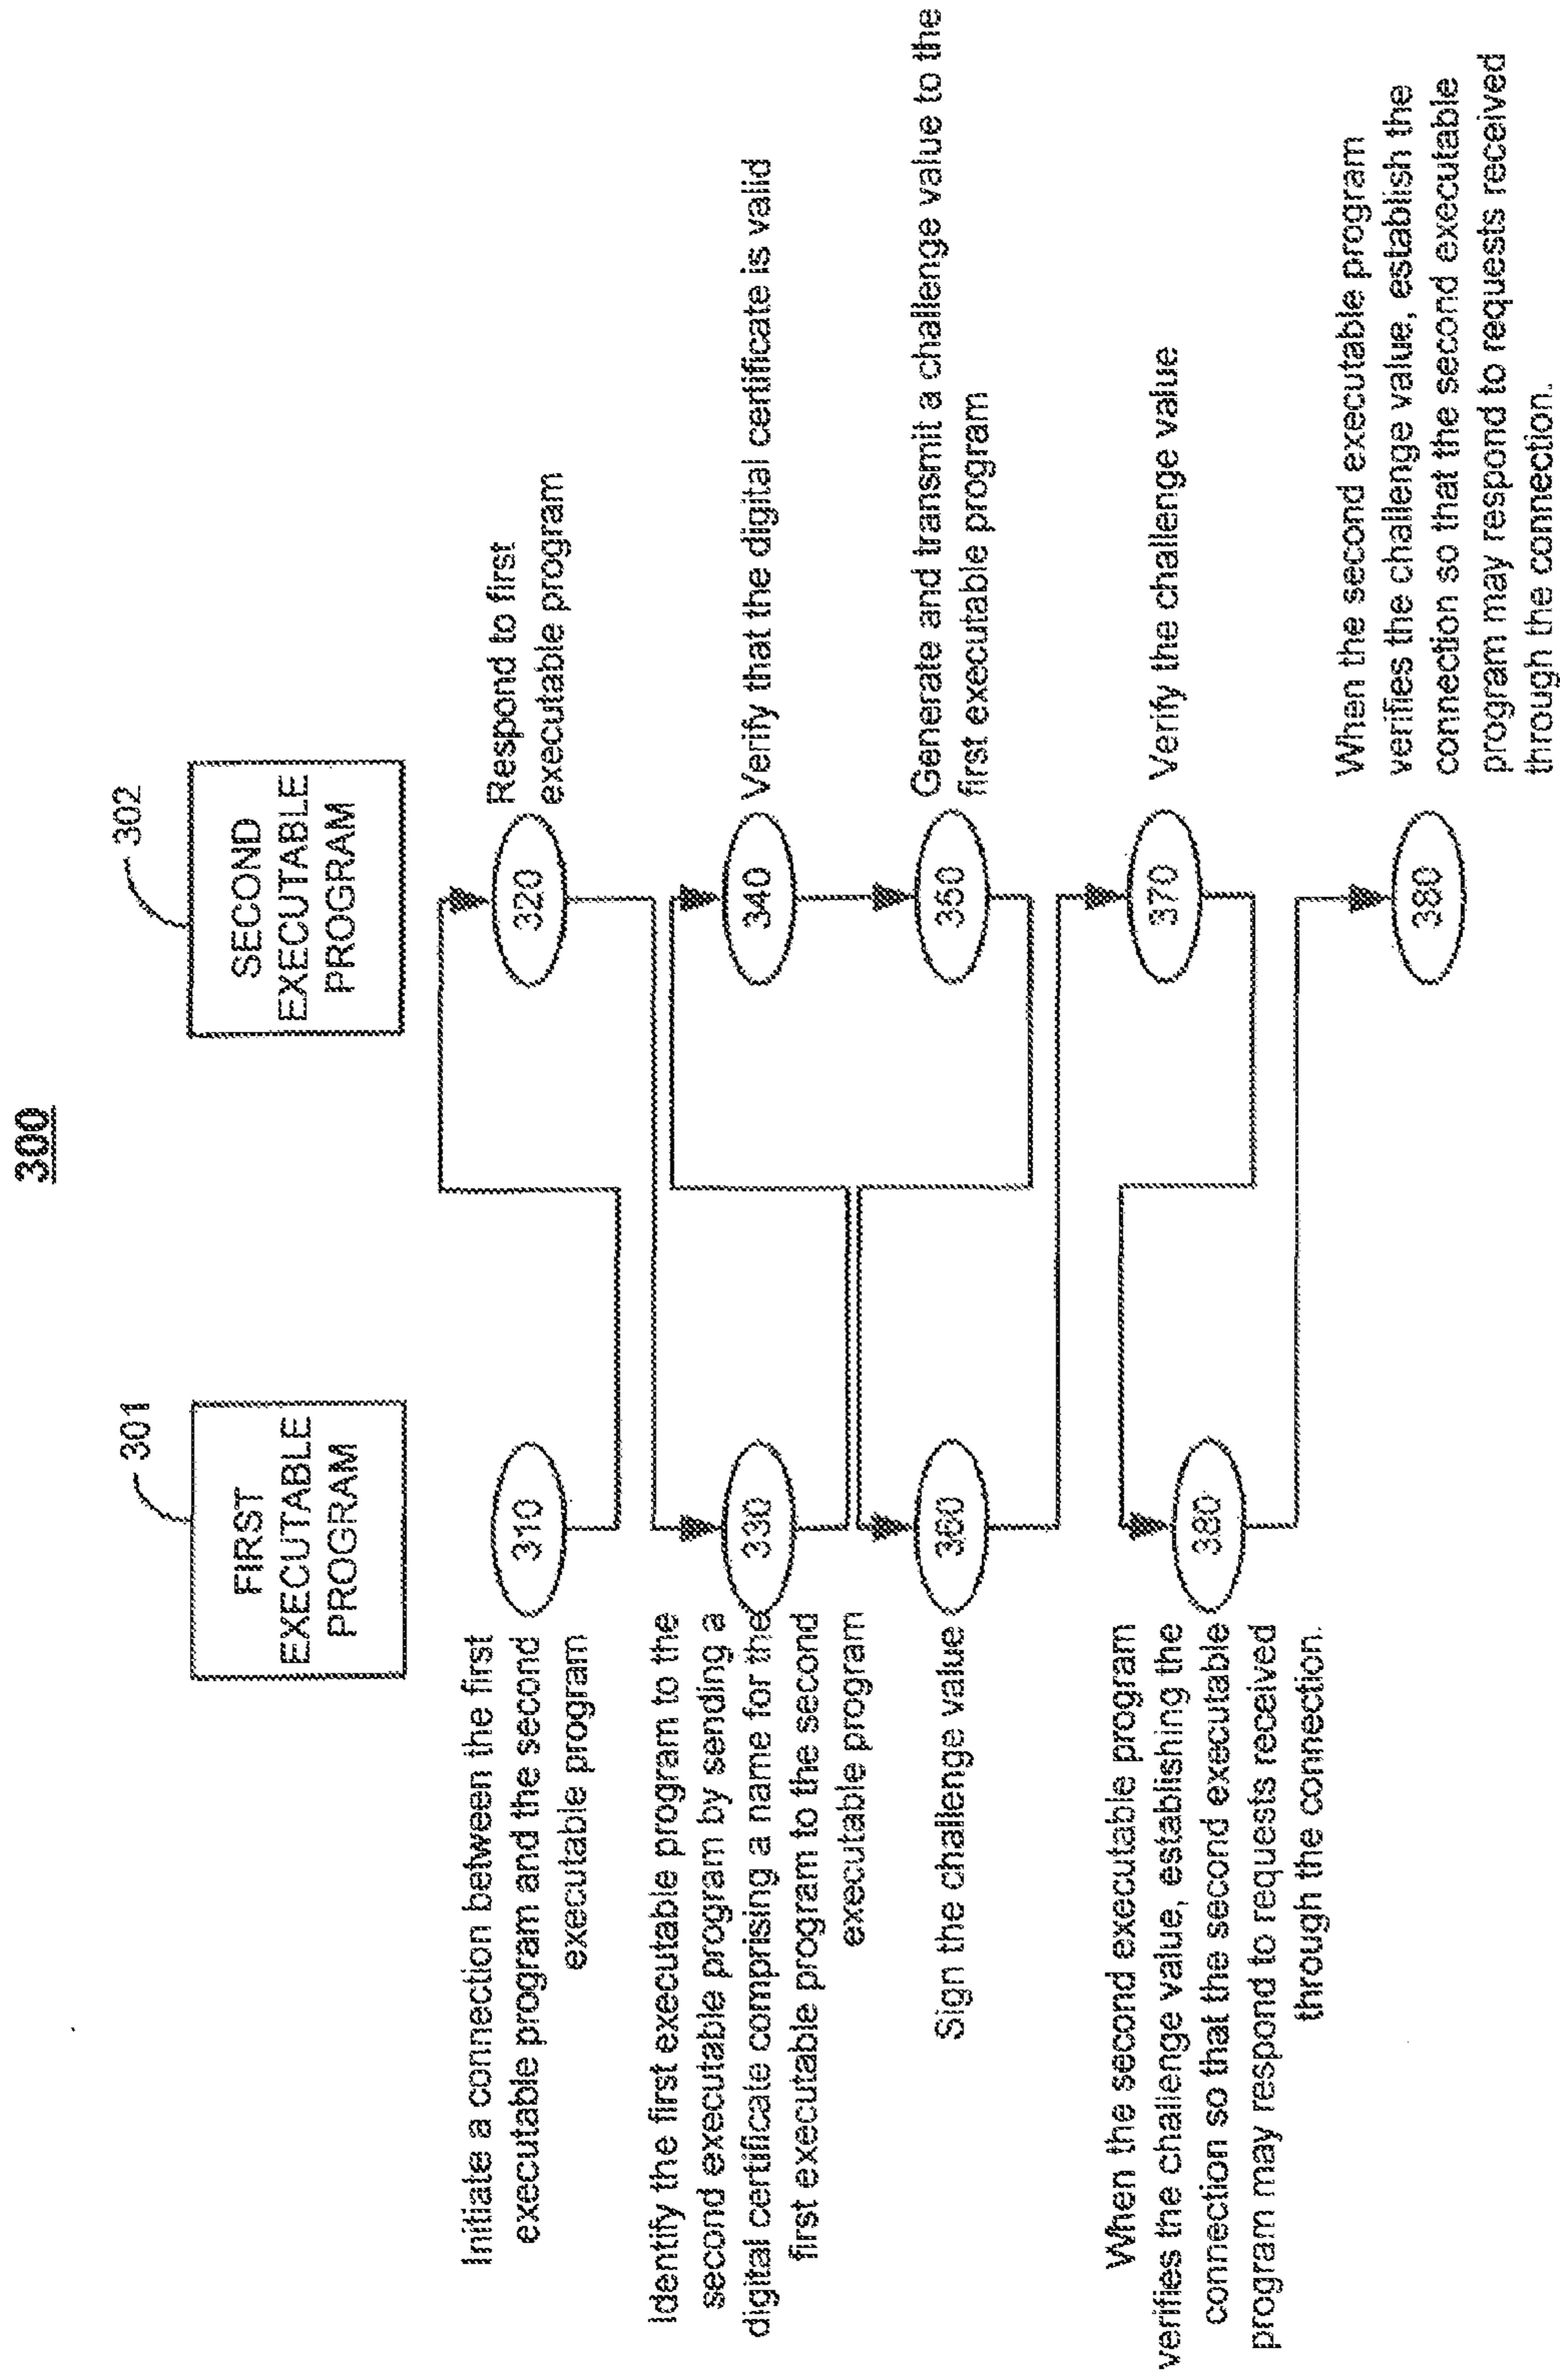 300
301
FIRST
EXECUTABLE
PROGRAM
302
SECOND
EXECUTABLE
PROGRAM
Initiate a connection between the first
executable program and the second
executable program
310
320
Respond to first
executable program
Identify the first executable program to the
second executable program by sending a
digital certificate comprising a name for the
first executable program to the second
executable program
330
340
Verify that the digital certificate is valid
350
Generate and transmit a challenge value to the
first executable program
Sign the challenge value
360
370
Verify the challenge value
When the second executable program
verifies the challenge value, establishing the
connection so that the second executable
program may respond to requests received
through the connection.
380
380
When the second executable program
verifies the challenge value, establish the
connection so that the second executable
program may respond to requests received
through the connection.